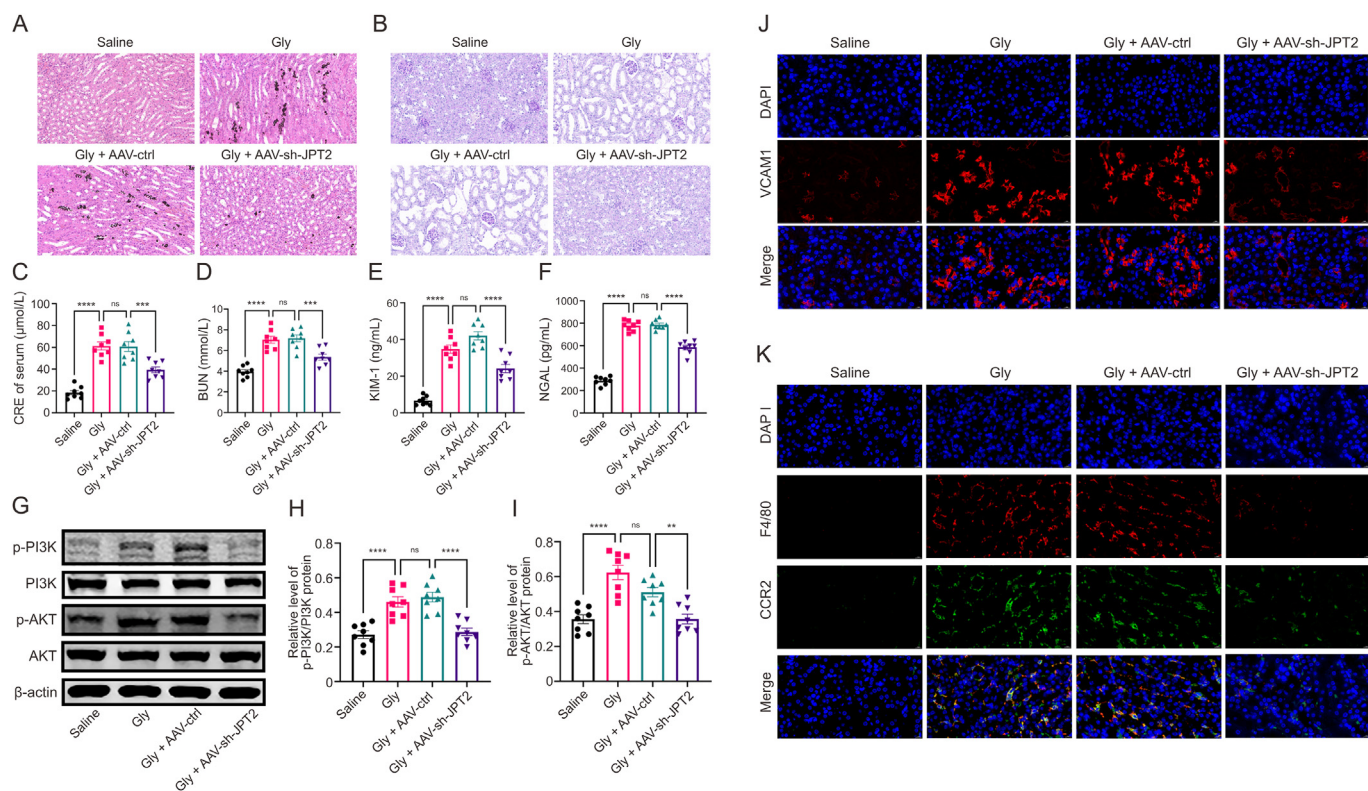 A
Saline
Gly
Gly + AAV-ctrl
Gly + AAV-sh-JPT2
B
Saline
Gly
Gly + AAV-ctrl
Gly + AAV-sh-JPT2
C
CRE of serum (μmol/L)
100
80
60
40
20
0
****
ns
***
Saline
Gly
Gly + AAV-ctrl
Gly + AAV-sh-JPT2
D
BUN (mmol/L)
10
8
6
4
2
0
****
ns
***
Saline
Gly
Gly + AAV-ctrl
Gly + AAV-sh-JPT2
E
KIM-1 (ng/mL)
60
40
20
0
****
ns
****
Saline
Gly
Gly + AAV-ctrl
Gly + AAV-sh-JPT2
F
NGAL (pg/mL)
1000
800
600
400
200
0
****
ns
****
Saline
Gly
Gly + AAV-ctrl
Gly + AAV-sh-JPT2
G
p-PI3K
PI3K
p-AKT
AKT
β-actin
Saline
Gly
Gly + AAV-ctrl
Gly + AAV-sh-JPT2
H
Relative level of
p-PI3K/PI3K protein
0.8
0.6
0.4
0.2
0.0
****
ns
****
Saline
Gly
Gly + AAV-ctrl
Gly + AAV-sh-JPT2
I
Relative level of
p-AKT/AKT protein
0.8
0.6
0.4
0.2
0.0
****
ns
**
Saline
Gly
Gly + AAV-ctrl
Gly + AAV-sh-JPT2
J
Saline
Gly
Gly + AAV-ctrl
Gly + AAV-sh-JPT2
DAPI
VCAM1
Merge
K
Saline
Gly
Gly + AAV-ctrl
Gly + AAV-sh-JPT2
DAP I
F4/80
CCR2
Merge